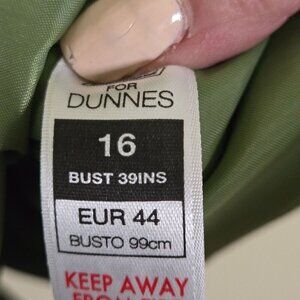 FOR
DUNNES
16
BUST 39INS
EUR 44
BUSTO 99cm
KEEP AWAY